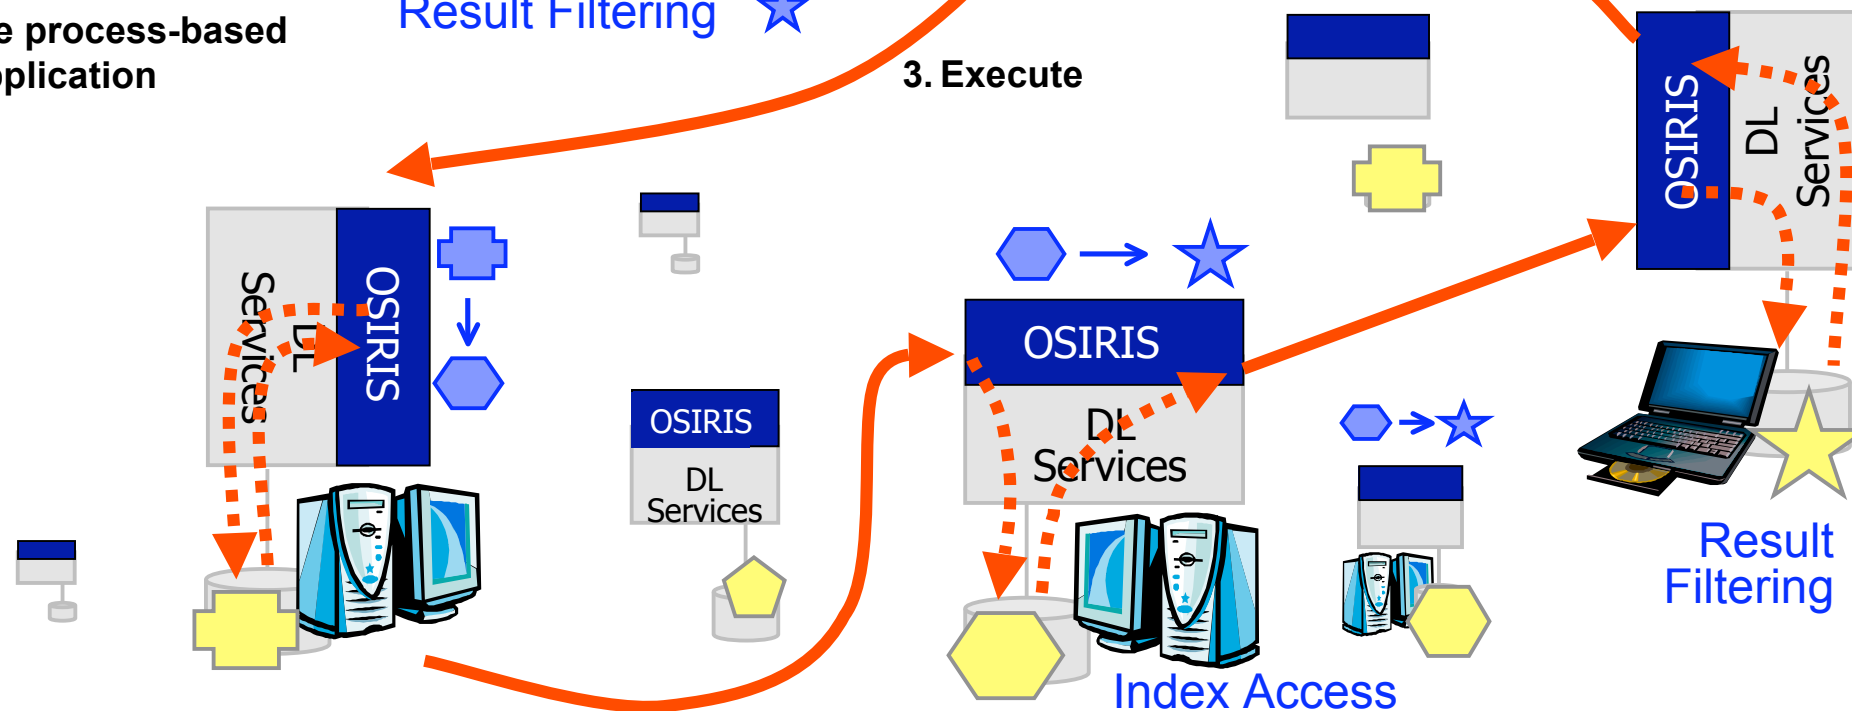 e process-based
pplication
Result Filtering
3. Execute
OSIRIS
DL
Services
OSIRIS
DL
Services
OSIRIS
DL
Services
OSIRIS
DL
Services
Index Access
Result
Filtering